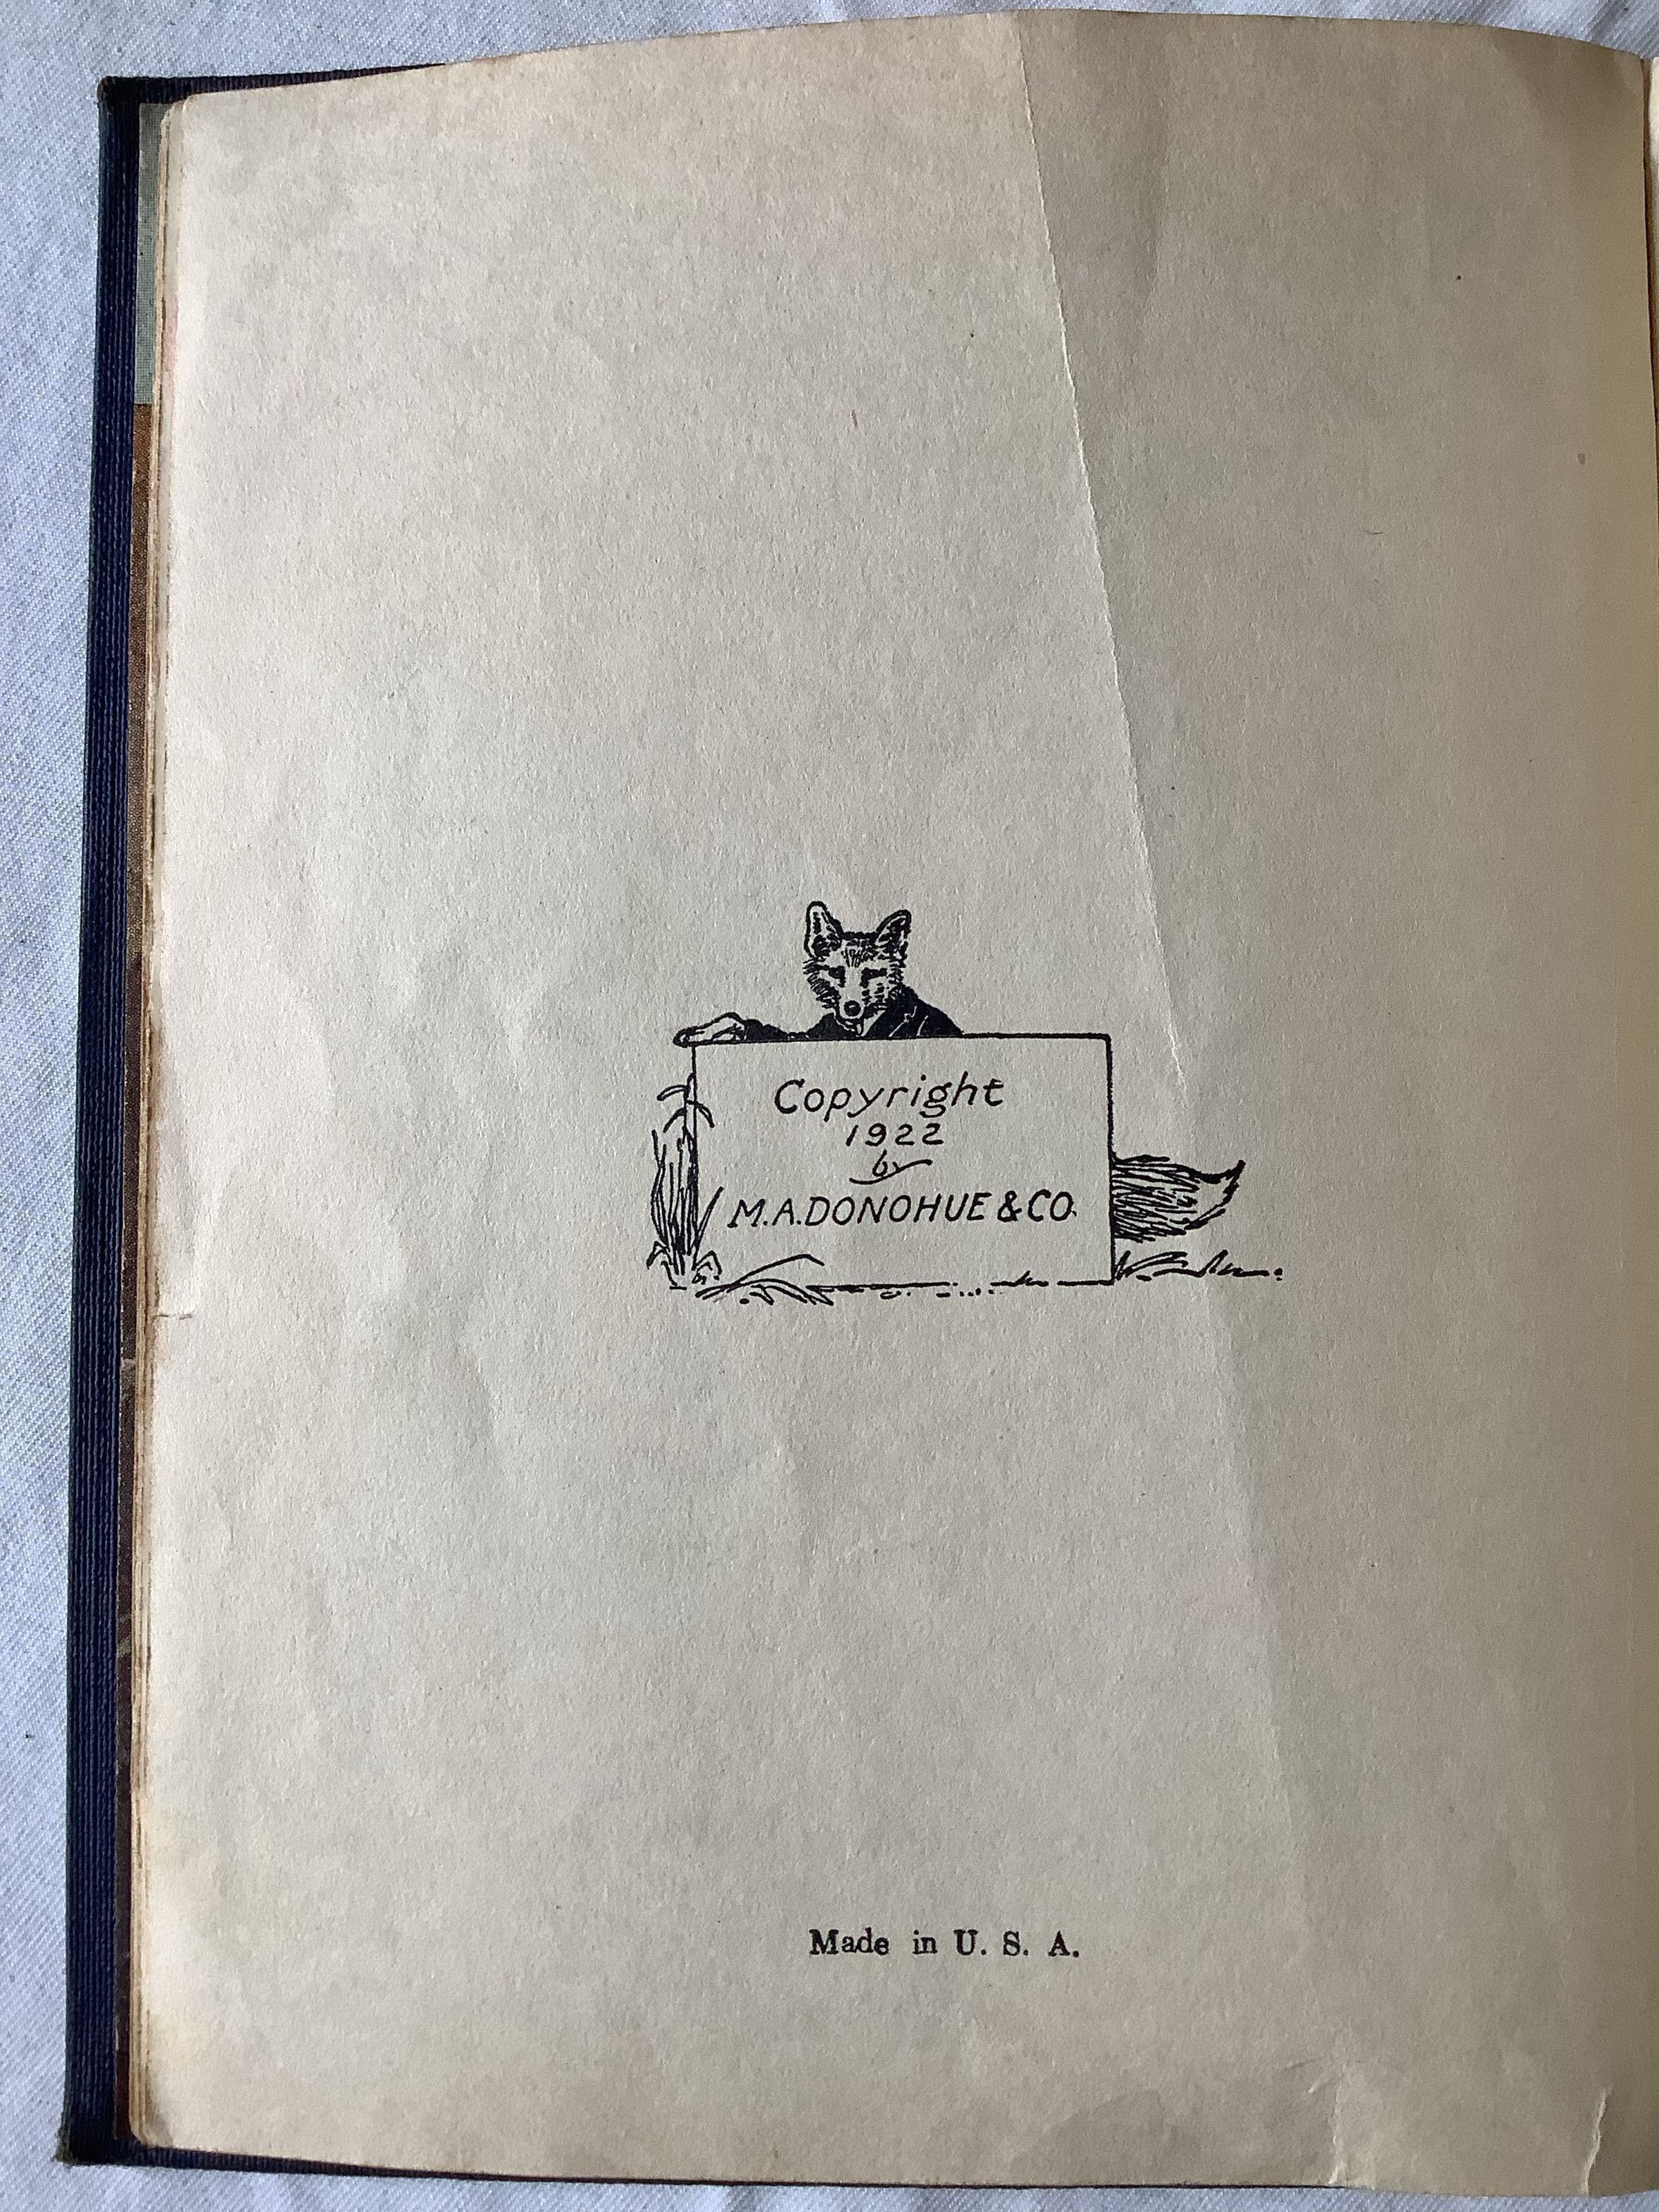 Copyright
1922
by
M.A. DONOHUE & CO.
Made in U. S. A.